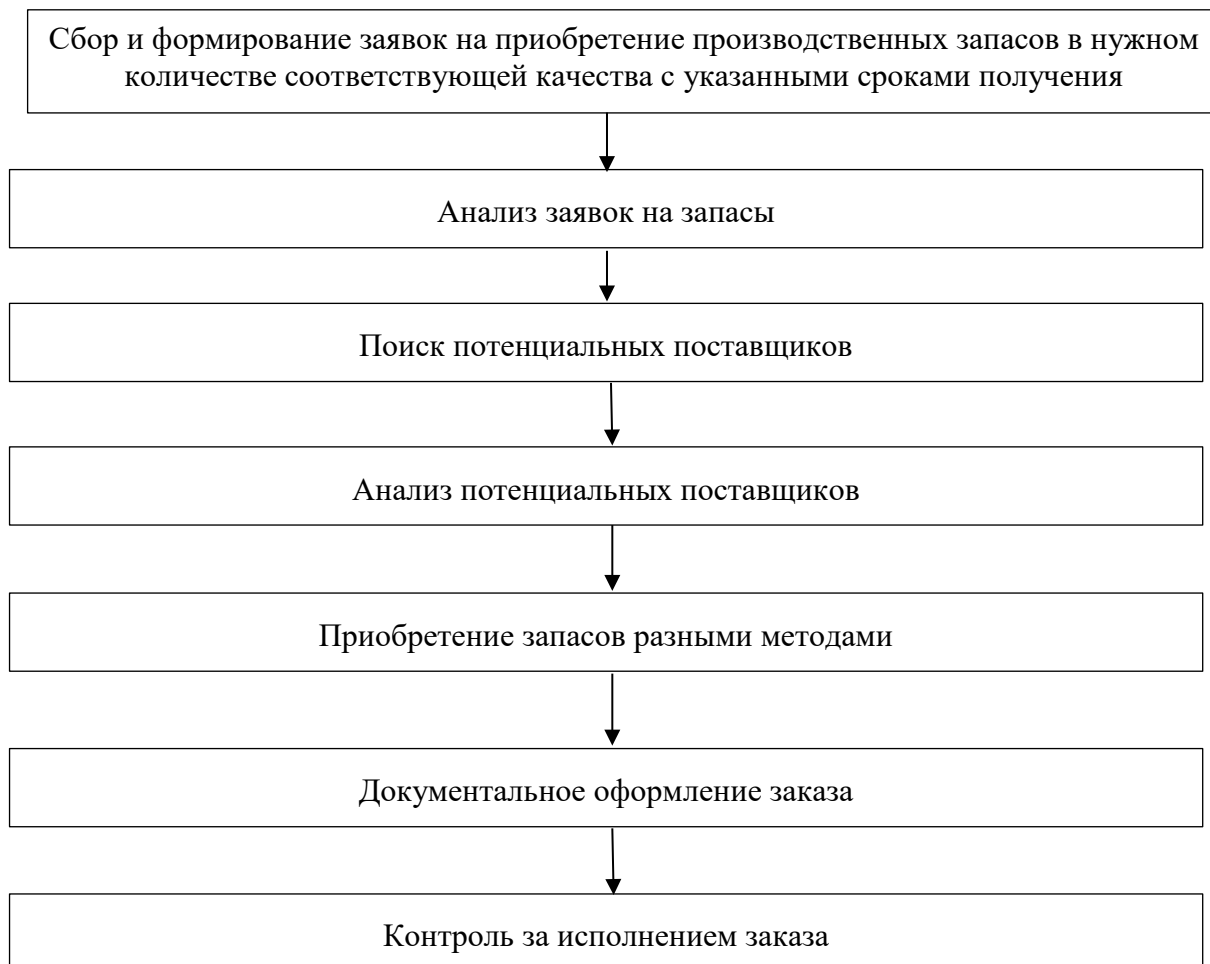 Сбор и формирование заявок на приобретение производственных запасов в нужном
количестве соответствующей качества с указанными сроками получения
Анализ заявок на запасы
Поиск потенциальных поставщиков
Анализ потенциальных поставщиков
Приобретение запасов разными методами
Документальное оформление заказа
Контроль за исполнением заказа